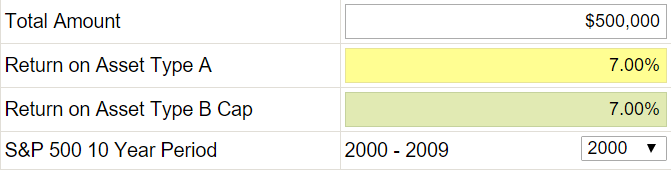 Total Amount $500,000
Return on Asset Type A 7.00%
Return on Asset Type B Cap 7.00%
S&P 500 10 Year Period 2000 - 2009 2000 ▼